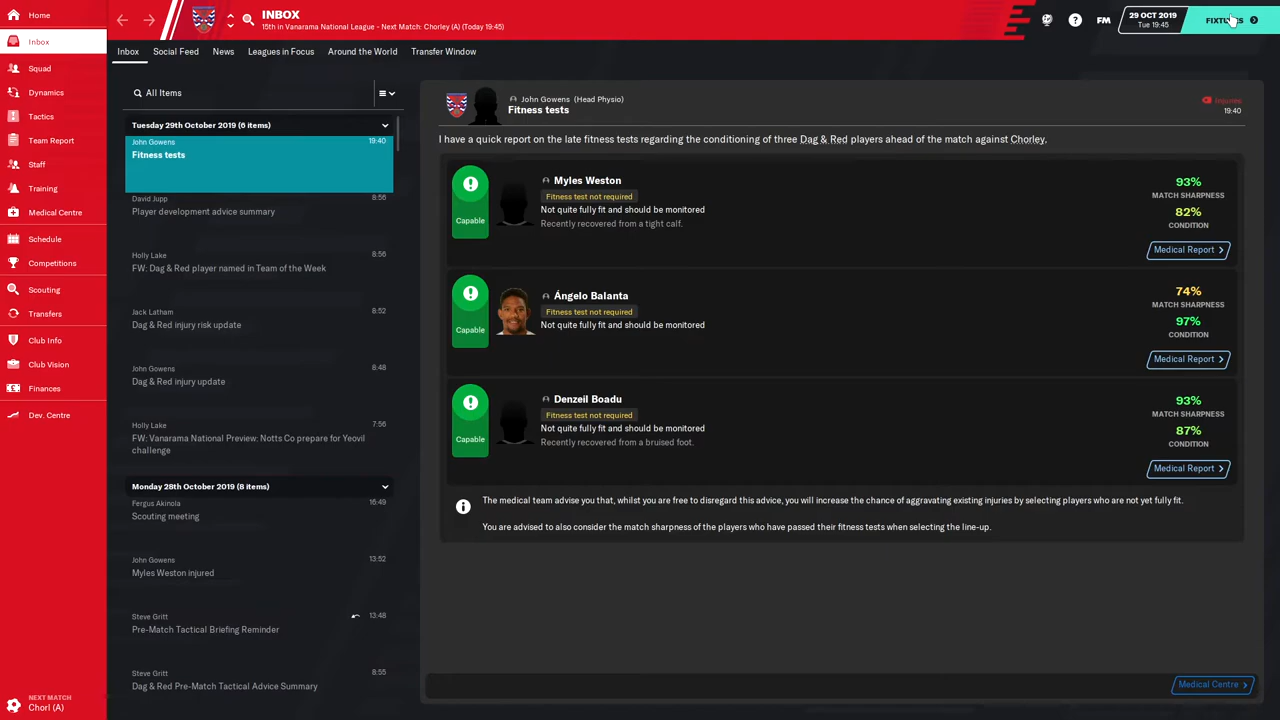 Home
INBOX
15th in Vanarama National League - Next Match: Chorley (A) (Today 19:45)
FM
29 OCT 2019
Tue 19:45
Inbox
Squad
Dynamics
Tactics
Team Report
Staff
Training
Medical Centre
Schedule
Competitions
Scouting
Transfers
Club Info
Club Vision
Finances
Dev. Centre
NEXT MATCH
Chorl (A)
Inbox Social Feed News Leagues in Focus Around the World Transfer Window
All Items
Tuesday 29th October 2019 (6 items)
John Gowens 19:40
Fitness tests
David Jupp 8:56
Player development advice summary
Holly Lake 8:56
FW: Dag & Red player named in Team of the Week
Jack Latham 8:52
Dag & Red injury risk update
John Gowens 8:48
Dag & Red injury update
Holly Lake 7:56
FW: Vanarama National Preview: Notts Co prepare for Yeovil
challenge
Monday 28th October 2019 (8 items)
Fergus Akinola 16:49
Scouting meeting
John Gowens 13:52
Myles Weston injured
Steve Gritt 13:48
Pre-Match Tactical Briefing Reminder
Steve Gritt 8:55
Dag & Red Pre-Match Tactical Advice Summary
John Gowens (Head Physio)
Fitness tests
Injuries
19:40
I have a quick report on the late fitness tests regarding the conditioning of three Dag & Red players ahead of the match against Chorley.
Capable
Myles Weston
Fitness test not required
Not quite fully fit and should be monitored
Recently recovered from a tight calf.
93%
MATCH SHARPNESS
82%
CONDITION
Medical Report
Capable
Ángelo Balanta
Fitness test not required
Not quite fully fit and should be monitored
74%
MATCH SHARPNESS
97%
CONDITION
Medical Report
Capable
Denzeil Boadu
Fitness test not required
Not quite fully fit and should be monitored
Recently recovered from a bruised foot.
93%
MATCH SHARPNESS
87%
CONDITION
Medical Report
The medical team advise you that, whilst you are free to disregard this advice, you will increase the chance of aggravating existing injuries by selecting players who are not yet fully fit.
You are advised to also consider the match sharpness of the players who have passed their fitness tests when selecting the line-up.
Medical Centre